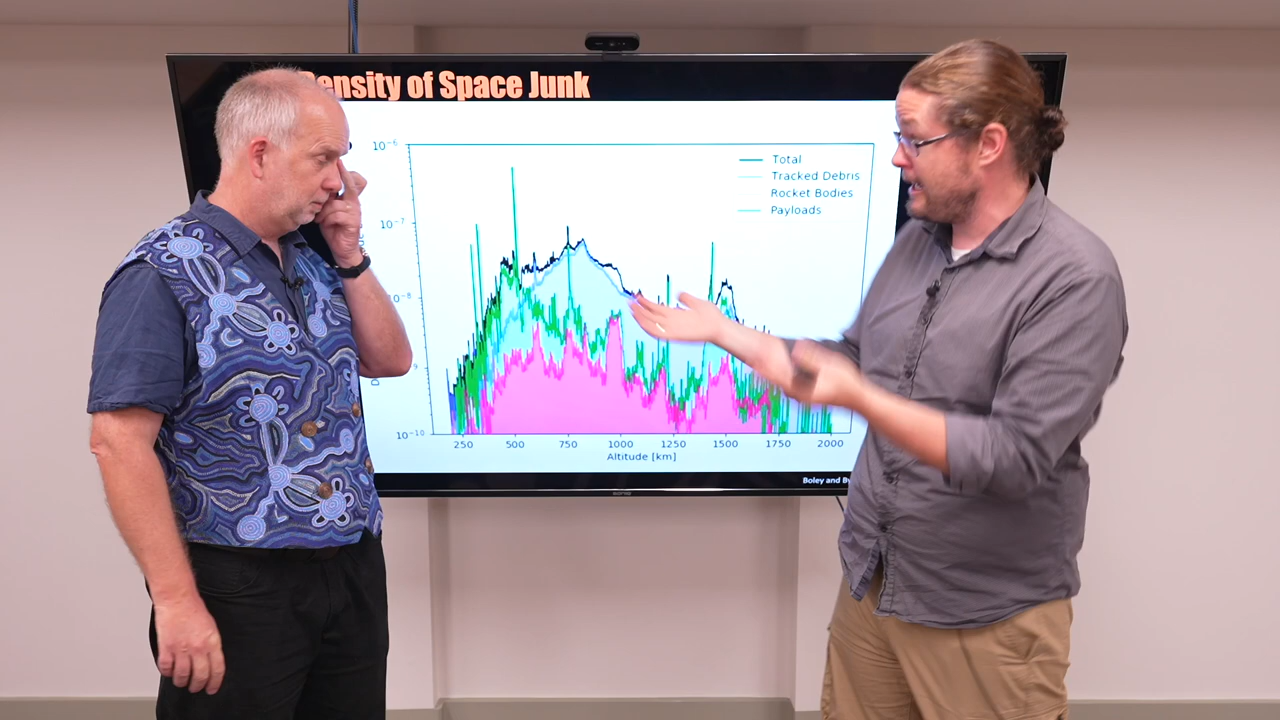 Density of Space Junk
10⁻⁶
10⁻⁷
10⁻⁸
10⁻¹⁰
Total
Tracked Debris
Rocket Bodies
Payloads
250 500 750 1000 1250 1500 1750 2000
Altitude [km]
Boley and